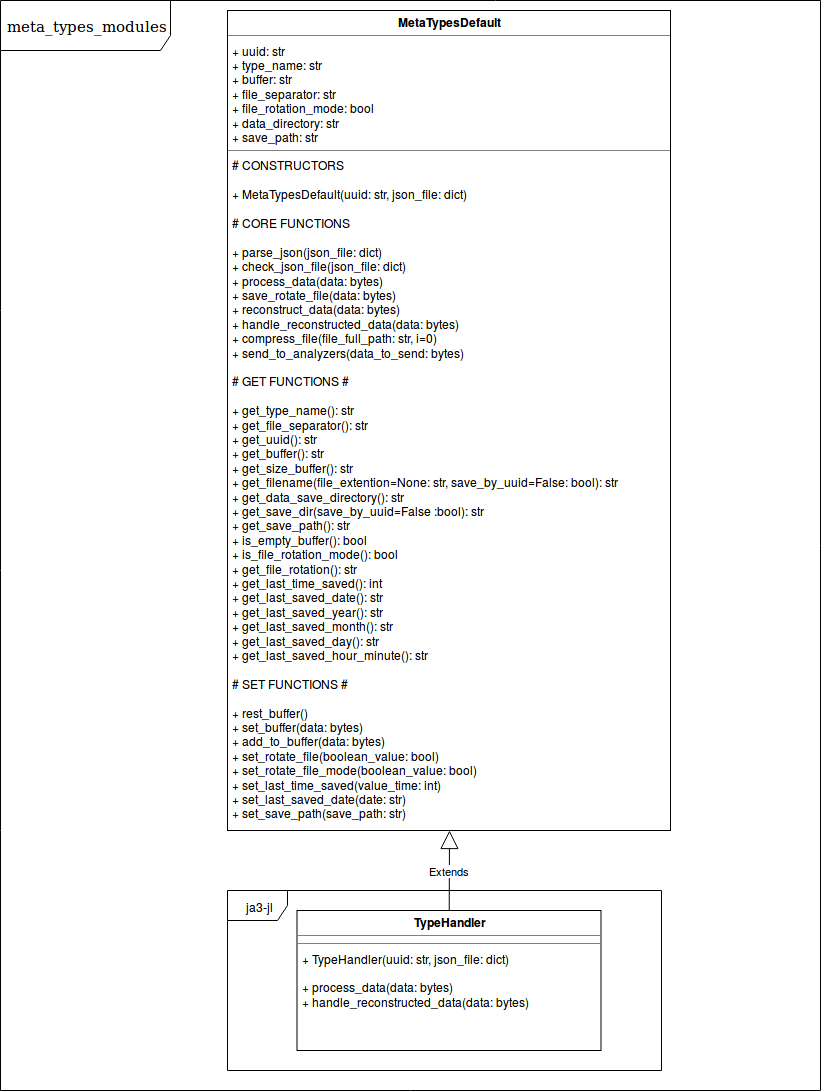 meta_types_modules
MetaTypesDefault
+ uuid: str
+ type_name: str
+ buffer: str
+ file_separator: str
+ file_rotation_mode: bool
+ data_directory: str
+ save_path: str
# CONSTRUCTORS
+ MetaTypesDefault(uuid: str, json_file: dict)
# CORE FUNCTIONS
+ parse_json(json_file: dict)
+ check_json_file(json_file: dict)
+ process_data(data: bytes)
+ save_rotate_file(data: bytes)
+ reconstruct_data(data: bytes)
+ handle_reconstructed_data(data: bytes)
+ compress_file(file_full_path: str, i=0)
+ send_to_analyzers(data_to_send: bytes)
# GET FUNCTIONS #
+ get_type_name(): str
+ get_file_separator(): str
+ get_uuid(): str
+ get_buffer(): str
+ get_size_buffer(): str
+ get_filename(file_extention=None: str, save_by_uuid=False: bool): str
+ get_data_save_directory(): str
+ get_save_dir(save_by_uuid=False :bool): str
+ get_save_path(): str
+ is_empty_buffer(): bool
+ is_file_rotation_mode(): bool
+ get_file_rotation(): str
+ get_last_time_saved(): int
+ get_last_saved_date(): str
+ get_last_saved_year(): str
+ get_last_saved_month(): str
+ get_last_saved_day(): str
+ get_last_saved_hour_minute(): str
# SET FUNCTIONS #
+ rest_buffer()
+ set_buffer(data: bytes)
+ add_to_buffer(data: bytes)
+ set_rotate_file(boolean_value: bool)
+ set_rotate_file_mode(boolean_value: bool)
+ set_last_time_saved(value_time: int)
+ set_last_saved_date(date: str)
+ set_save_path(save_path: str)
Extends
ja3-jl
TypeHandler
+ TypeHandler(uuid: str, json_file: dict)
+ process_data(data: bytes)
+ handle_reconstructed_data(data: bytes)